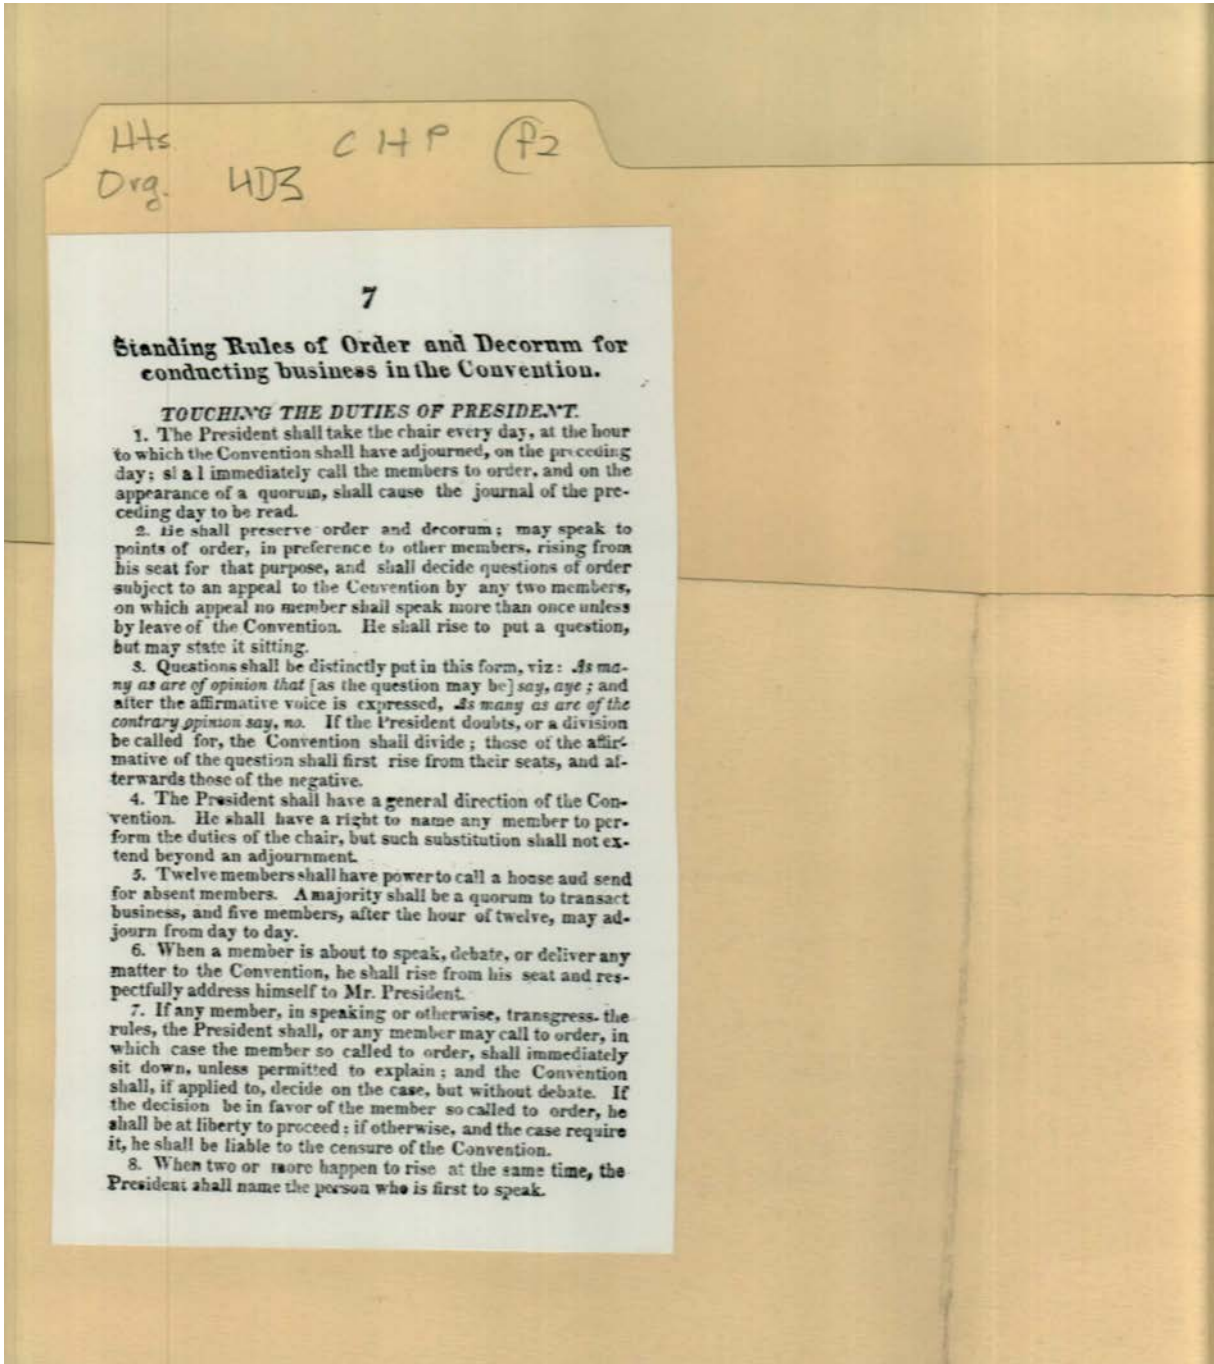 Hts CHP P2
Org. 4D3
7
Standing Rules of Order and Decorum for
conducting business in the Convention.
TOUCHING THE DUTIES OF PRESIDENT.
1. The President shall take the chair every day, at the hour
to which the Convention shall have adjourned, on the preceding
day; shall immediately call the members to order, and on the
appearance of a quorum, shall cause the journal of the pre-
ceding day to be read.
2. He shall preserve order and decorum; may speak to
points of order, in preference to other members, rising from
his seat for that purpose, and shall decide questions of order
subject to an appeal to the Convention by any two members,
on which appeal no member shall speak more than once unless
by leave of the Convention. He shall rise to put a question,
but may state it sitting.
3. Questions shall be distinctly put in this form, viz: As ma-
ny as are of opinion that [as the question may be] say, aye; and
after the affirmative voice is expressed, As many as are of the
contrary opinion say, no. If the President doubts, or a division
be called for, the Convention shall divide; those of the affir-
mative of the question shall first rise from their seats, and af-
terwards those of the negative.
4. The President shall have a general direction of the Con-
vention. He shall have a right to name any member to per-
form the duties of the chair, but such substitution shall not ex-
tend beyond an adjournment.
5. Twelve members shall have power to call a house and send
for absent members. A majority shall be a quorum to transact
business, and five members, after the hour of twelve, may ad-
journ from day to day.
6. When a member is about to speak, debate, or deliver any
matter to the Convention, he shall rise from his seat and res-
pectfully address himself to Mr. President.
7. If any member, in speaking or otherwise, transgress the
rules, the President shall, or any member may call to order, in
which case the member so called to order, shall immediately
sit down, unless permitted to explain; and the Convention
shall, if applied to, decide on the case, but without debate. If
the decision be in favor of the member so called to order, he
shall be at liberty to proceed; if otherwise, and the case require
it, he shall be liable to the censure of the Convention.
8. When two or more happen to rise at the same time, the
President shall name the person who is first to speak.